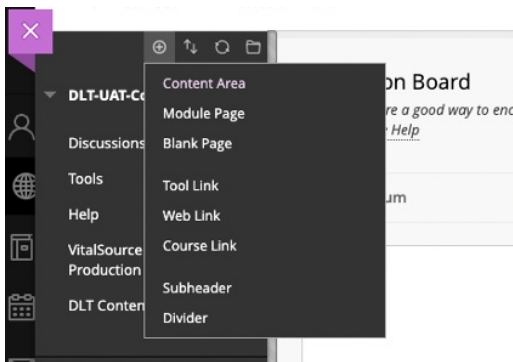 on Board
DLT-UAT-Co
Content Area
re a good way to enc
Help
Module Page
Discussions
Blank Page
Tools
Tool Link
um
Help
Web Link
VitalSource
Production
Course Link
Subheader
DLT Conten
Divider